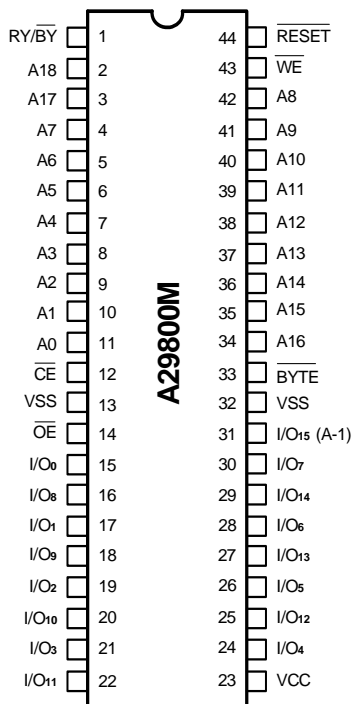 RY/BY 1 44 RESET
A18 2 43 WE
A17 3 42 A8
A7 4 41 A9
A6 5 40 A10
A5 6 39 A11
A4 7 38 A12
A3 8 37 A13
A2 9 36 A14
A1 10 35 A15
A0 11 34 A16
CE 12 33 BYTE
VSS 13 32 VSS
OE 14 31 I/O15 (A-1)
I/O0 15 30 I/O7
I/O8 16 29 I/O14
I/O1 17 28 I/O6
I/O9 18 27 I/O13
I/O2 19 26 I/O5
I/O10 20 25 I/O12
I/O3 21 24 I/O4
I/O11 22 23 VCC
A29800M